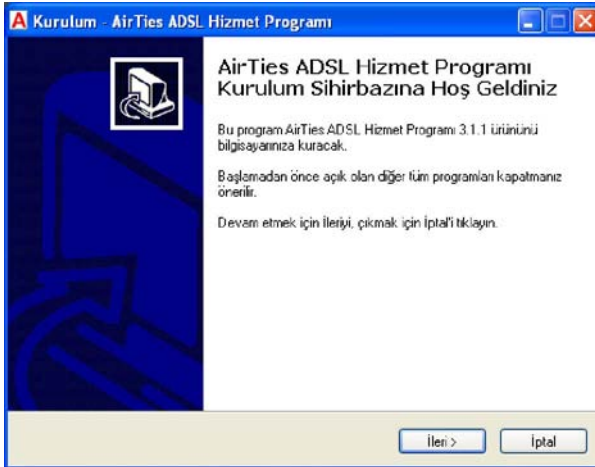 A Kurulum - AirTies ADSL Hizmet Programı
AirTies ADSL Hizmet Programı
Kurulum Sihirbazına Hoş Geldiniz
Bu program AirTies ADSL Hizmet Programı 3.1.1 ürününü
bilgisayarınıza kuracak.
Başlamadan önce açık olan diğer tüm programları kapatmanız
önerilir.
Devam etmek için İleriyi, çıkmak için İptal'i tıklayın.
İleri >
İptal